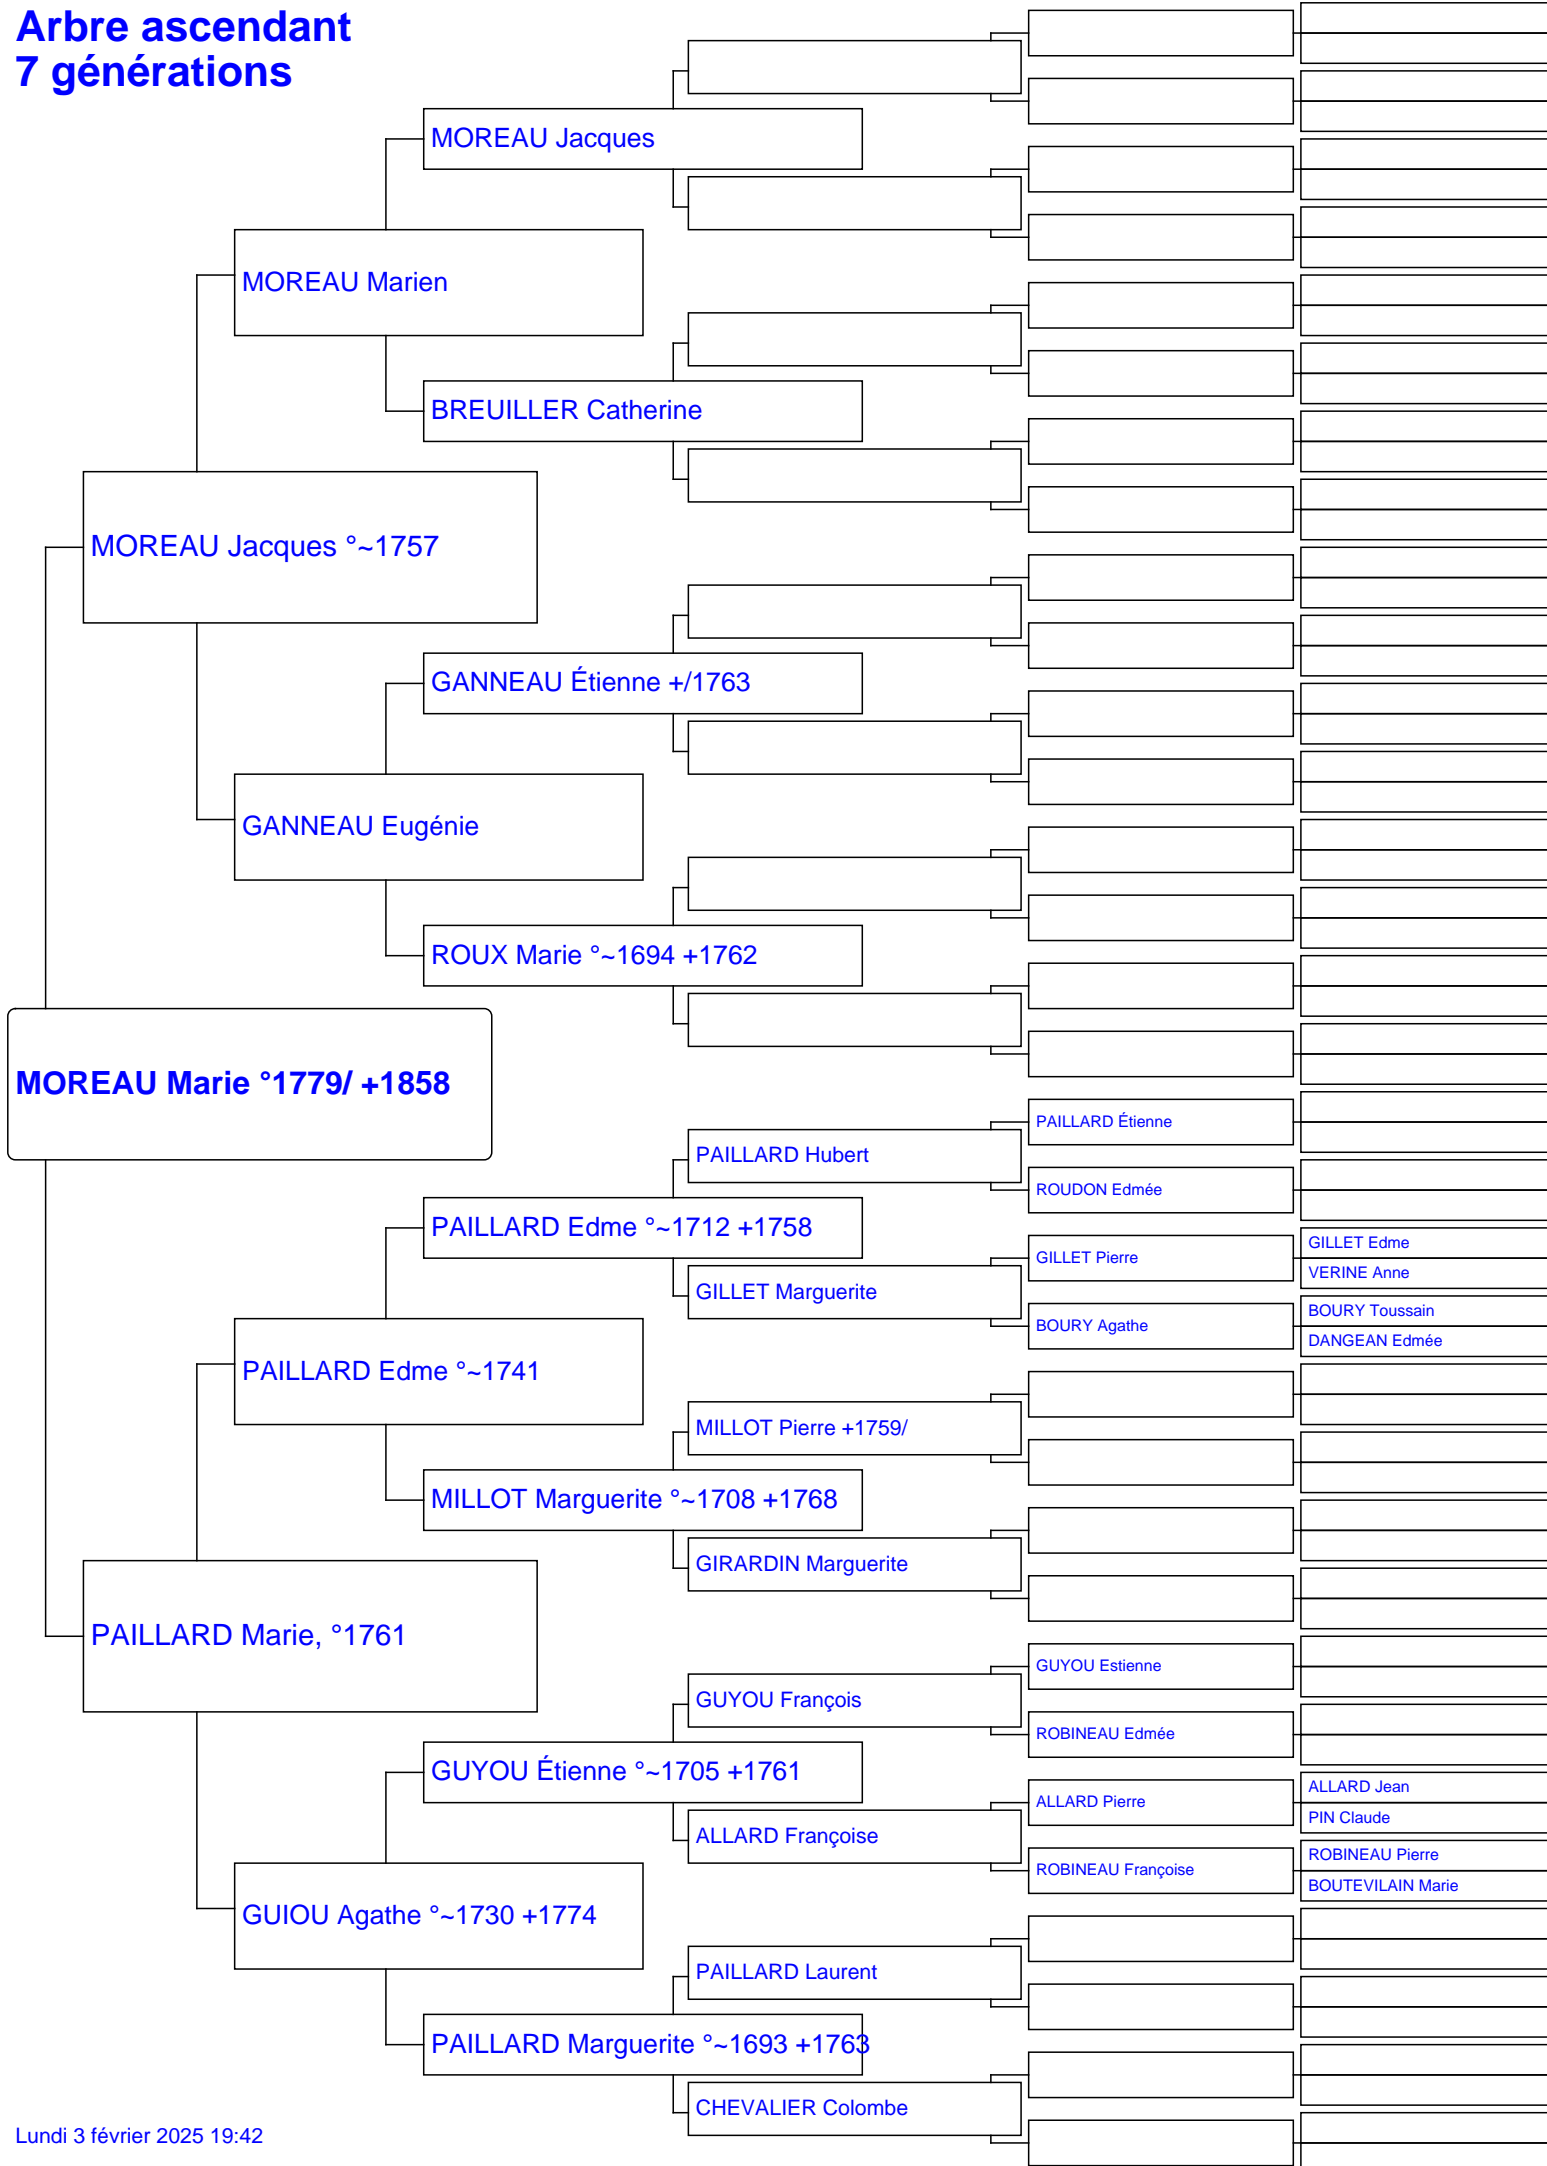 Arbre ascendant
7 générations
MOREAU Jacques
MOREAU Marien
BREUILLER Catherine
MOREAU Jacques °~1757
GANNEAU Étienne +/1763
GANNEAU Eugénie
ROUX Marie °~1694 +1762
MOREAU Marie °1779/ +1858
PAILLARD Étienne
PAILLARD Hubert
ROUDON Edmée
PAILLARD Edme °~1712 +1758
GILLET Edme
GILLET Pierre
VERINE Anne
GILLET Marguerite
BOURY Toussain
BOURY Agathe
DANGEAN Edmée
PAILLARD Edme °~1741
MILLOT Pierre +1759/
MILLOT Marguerite °~1708 +1768
GIRARDIN Marguerite
PAILLARD Marie, °1761
GUYOU Estienne
GUYOU François
ROBINEAU Edmée
GUYOU Étienne °~1705 +1761
ALLARD Jean
ALLARD Pierre
PIN Claude
ALLARD Françoise
ROBINEAU Pierre
ROBINEAU Françoise
BOUTEVILAIN Marie
GUIOU Agathe °~1730 +1774
PAILLARD Laurent
PAILLARD Marguerite °~1693 +1763
CHEVALIER Colombe
Lundi 3 février 2025 19:42